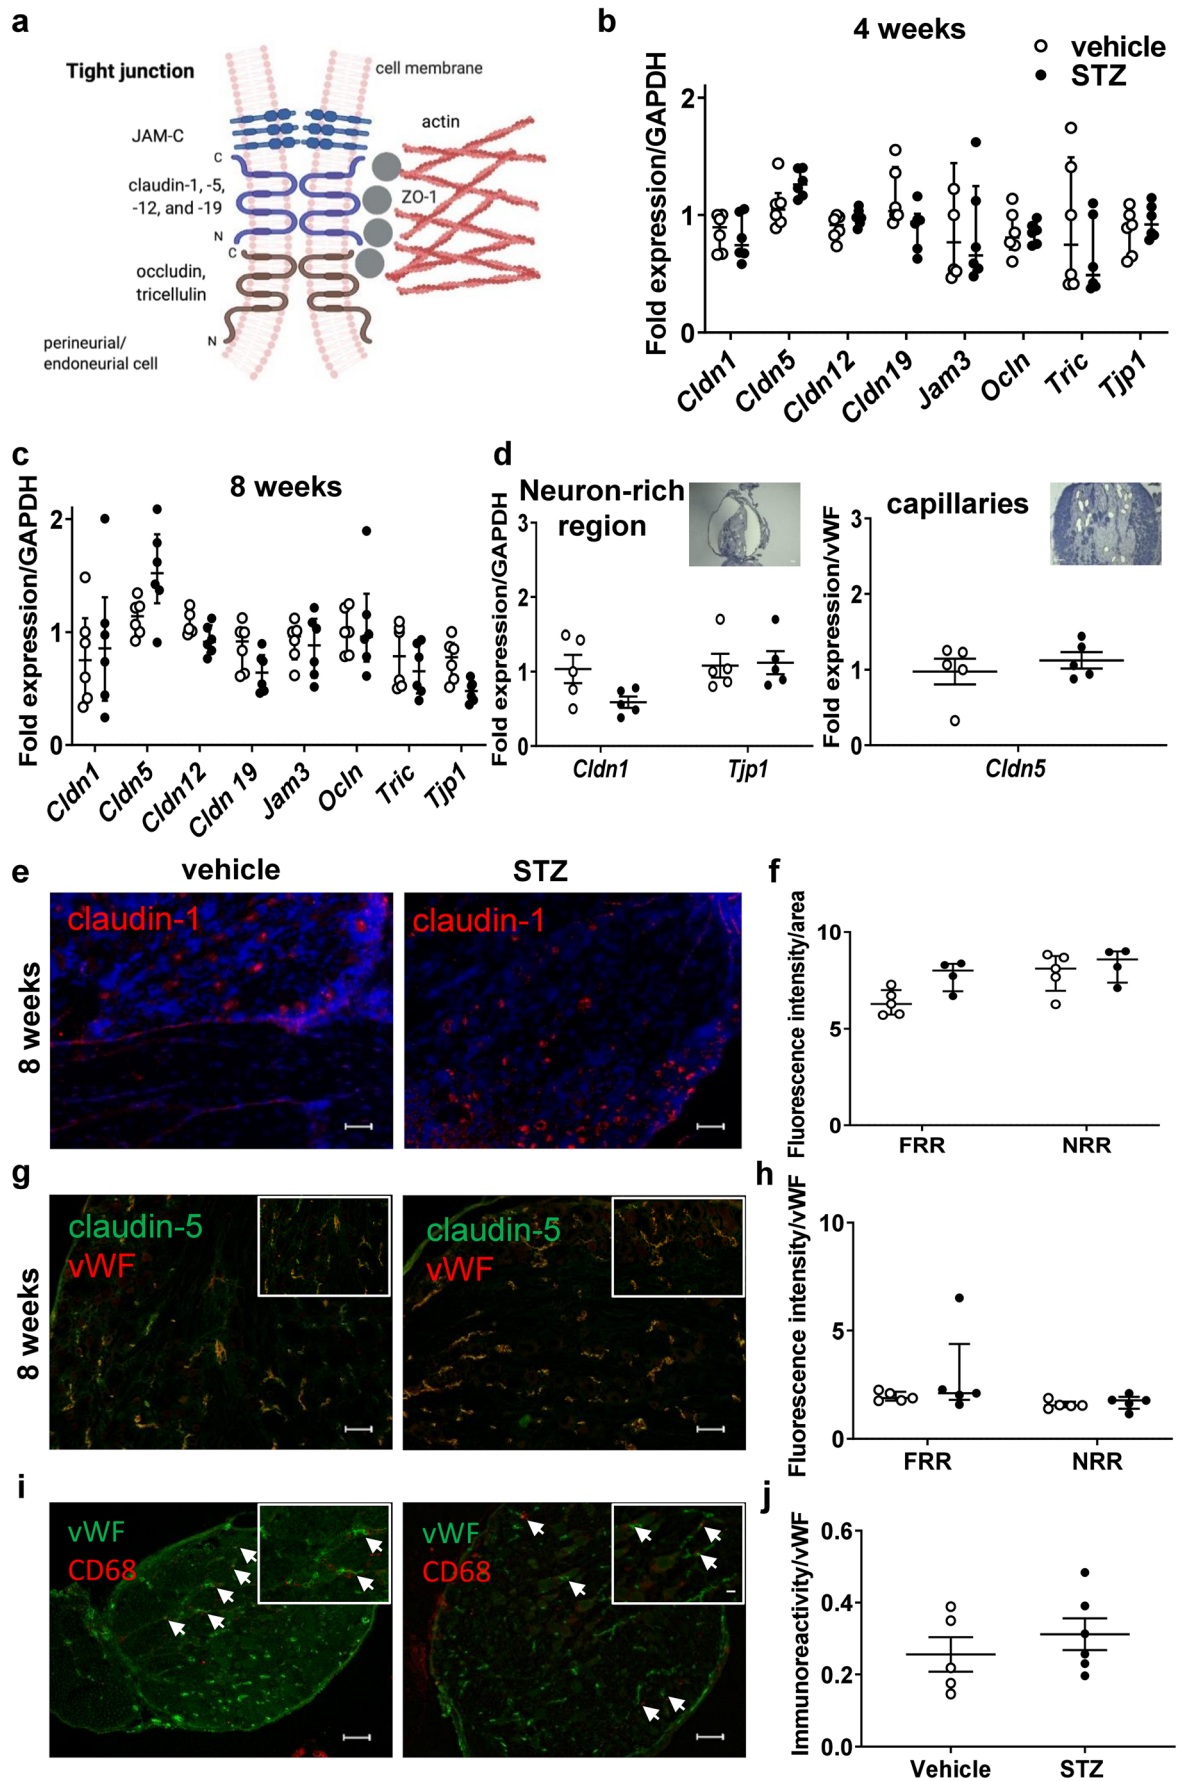 a
Tight junction
cell membrane
JAM-C
actin
C
claudin-1, -5,
-12, and -19
ZO-1
N
C
occludin,
tricellulin
N
perineurial/
endoneurial cell
b
4 weeks
vehicle
STZ
Fold expression/GAPDH
2
1
0
Cldn1
Cldn5
Cldn12
Cldn19
Jam3
Ocln
Tric
Tjp1
c
8 weeks
Fold expression/GAPDH
2
1
0
Cldn1
Cldn5
Cldn12
Cldn 19
Jam3
Ocln
Tric
Tjp1
d
Neuron-rich
region
Fold expression/GAPDH
3
2
1
0
Cldn1
Tjp1
capillaries
Fold expression/vWF
3
2
1
0
Cldn5
e
vehicle
STZ
8 weeks
claudin-1
claudin-1
f
Fluorescence intensity/area
10
5
0
FRR
NRR
g
8 weeks
claudin-5
vWF
claudin-5
vWF
h
Fluorescence intensity/vWF
10
5
0
FRR
NRR
i
vWF
CD68
vWF
CD68
j
Immunoreactivity/vWF
0.6
0.4
0.2
0.0
Vehicle
STZ